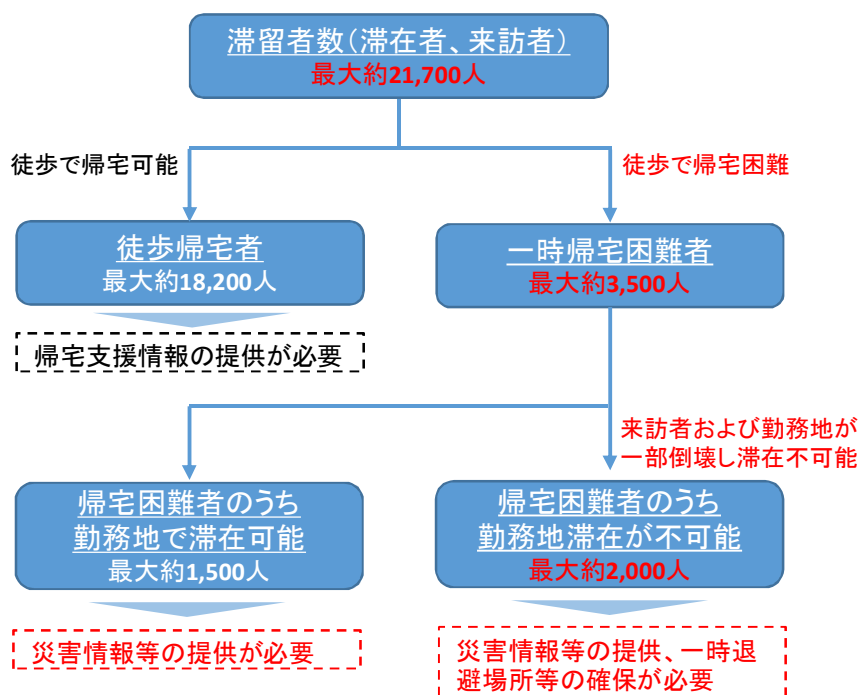 滞留者数（滞在者、来訪者）
最大約21,700人
徒歩で帰宅可能
徒歩で帰宅困難
徒歩帰宅者
最大約18,200人
一時帰宅困難者
最大約3,500人
帰宅支援情報の提供が必要
来訪者および勤務地が
一部倒壊し滞在不可能
帰宅困難者のうち
勤務地で滞在可能
最大約1,500人
帰宅困難者のうち
勤務地滞在が不可能
最大約2,000人
災害情報等の提供が必要
災害情報等の提供、一時退
避場所等の確保が必要